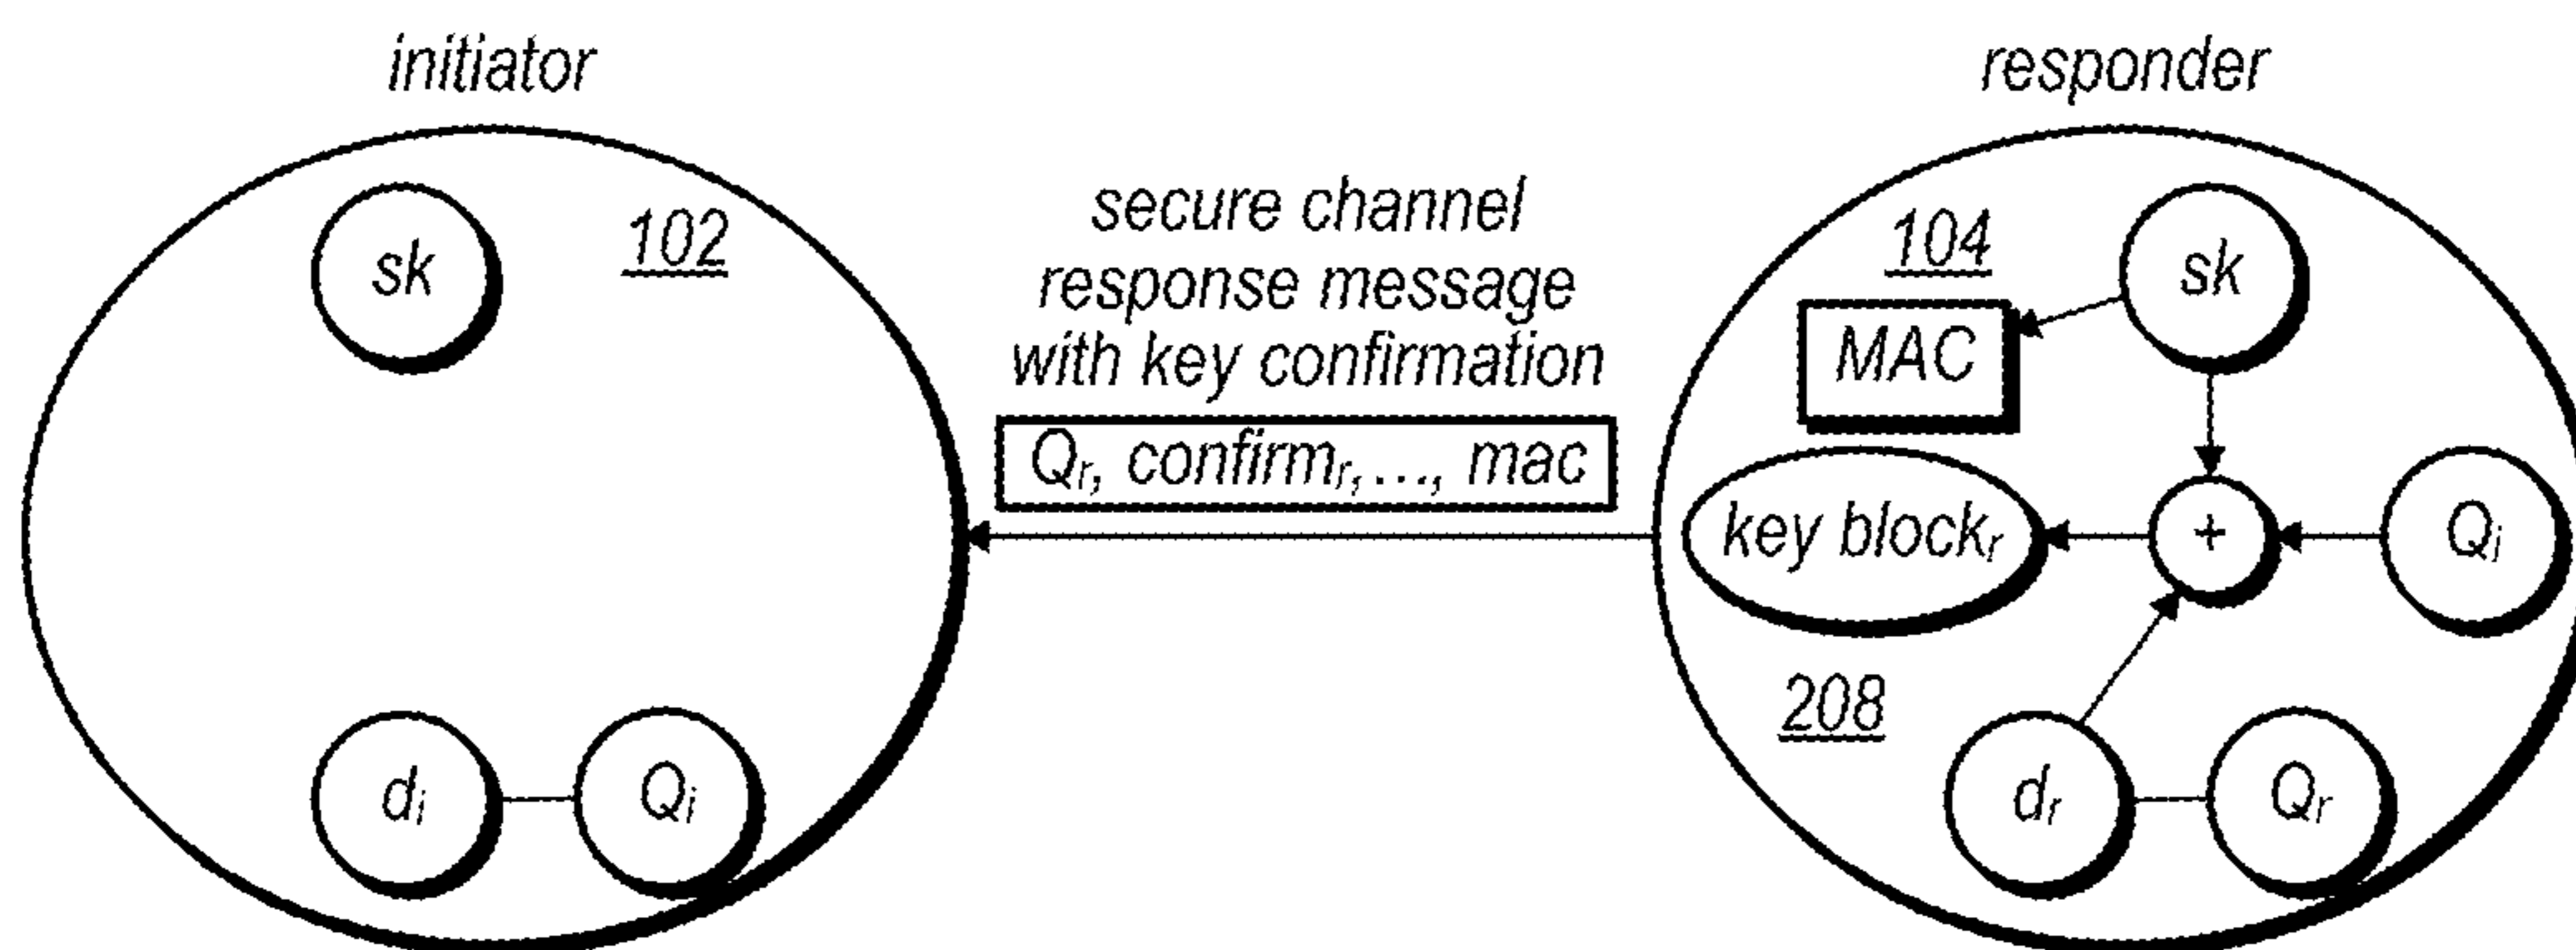 initiator
responder
sk
102
secure channel
response message
with key confirmation
Qr, confirmr,..., mac
104
sk
MAC
key blockr
+
Qi
208
di
Qi
dr
Qr